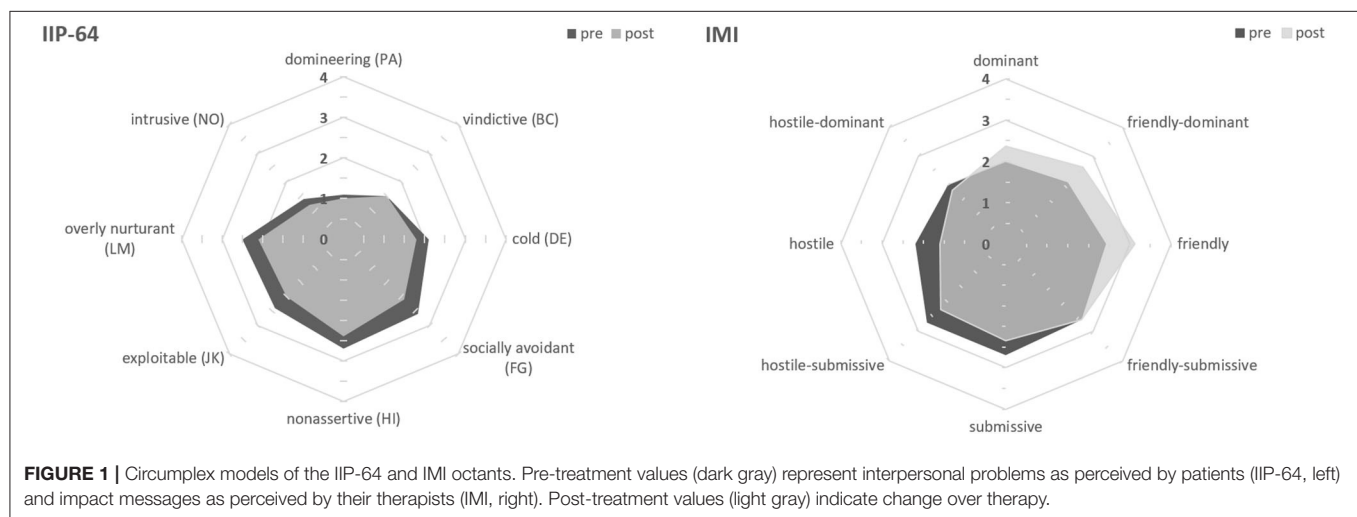 IIP-64
■ pre ■ post
domineering (PA)
4
intrusive (NO)
vindictive (BC)
3
2
1
overly nurturant
(LM)
0
cold (DE)
exploitable (JK)
socially avoidant
(FG)
nonassertive (HI)
IMI
■ pre ■ post
dominant
4
hostile-dominant
friendly-dominant
3
2
1
hostile
0
friendly
hostile-submissive
friendly-submissive
submissive
FIGURE 1 | Circumplex models of the IIP-64 and IMI octants. Pre-treatment values (dark gray) represent interpersonal problems as perceived by patients (IIP-64, left)
and impact messages as perceived by their therapists (IMI, right). Post-treatment values (light gray) indicate change over therapy.